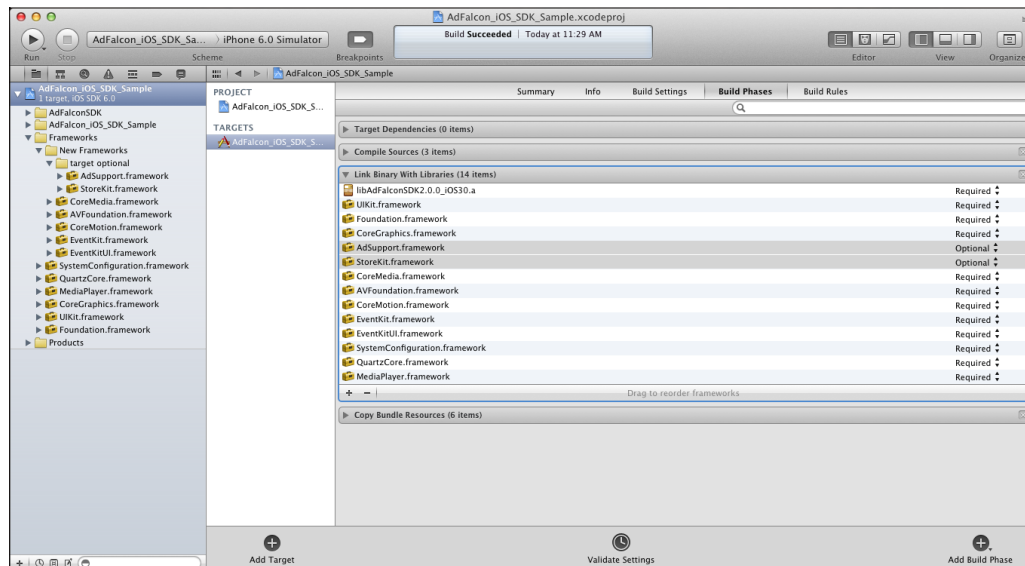 AdFalcon_iOS_SDK_Sample.xcodeproj
AdFalcon_iOS_SDK_Sa... iPhone 6.0 Simulator
Build Succeeded | Today at 11:29 AM
Run Stop Scheme Breakpoints Editor View Organize
AdFalcon_iOS_SDK_Sample
AdFalcon_iOS_SDK_Sample
1 target, iOS SDK 6.0
AdFalconSDK
AdFalcon_iOS_SDK_Sample
Frameworks
New Frameworks
target optional
AdSupport.framework
StoreKit.framework
CoreMedia.framework
AVFoundation.framework
CoreMotion.framework
EventKit.framework
EventKitUI.framework
SystemConfiguration.framework
QuartzCore.framework
MediaPlayer.framework
CoreGraphics.framework
UIKit.framework
Foundation.framework
Products
PROJECT
AdFalcon_iOS_SDK_S...
TARGETS
AdFalcon_iOS_SDK_S...
Summary Info Build Settings Build Phases Build Rules
Target Dependencies (0 items)
Compile Sources (3 items)
Link Binary With Libraries (14 items)
libAdFalconSDK2.0.0_iOS30.a Required
UIKit.framework Required
Foundation.framework Required
CoreGraphics.framework Required
AdSupport.framework Optional
StoreKit.framework Optional
CoreMedia.framework Required
AVFoundation.framework Required
CoreMotion.framework Required
EventKit.framework Required
EventKitUI.framework Required
SystemConfiguration.framework Required
QuartzCore.framework Required
MediaPlayer.framework Required
Drag to reorder frameworks
Copy Bundle Resources (6 items)
Add Target Validate Settings Add Build Phase